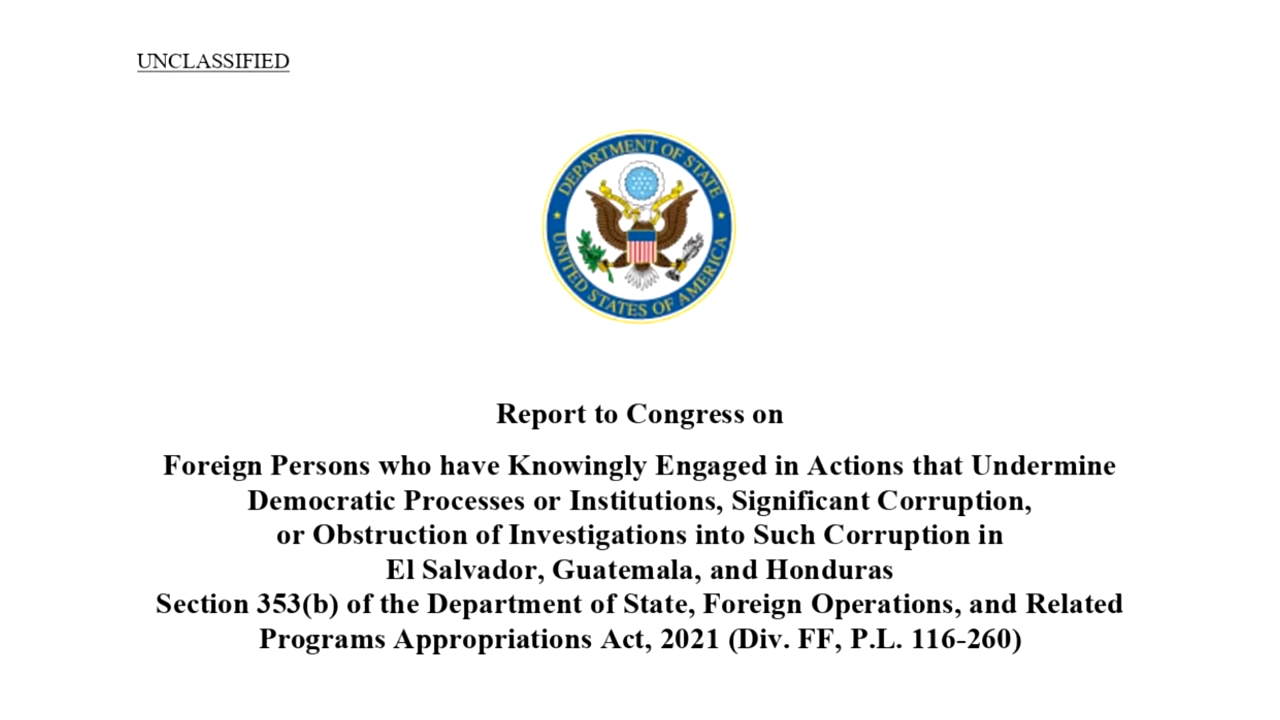 UNCLASSIFIED
DEPARTMENT OF STATE
UNITED STATES OF AMERICA
Report to Congress on
Foreign Persons who have Knowingly Engaged in Actions that Undermine
Democratic Processes or Institutions, Significant Corruption,
or Obstruction of Investigations into Such Corruption in
El Salvador, Guatemala, and Honduras
Section 353(b) of the Department of State, Foreign Operations, and Related
Programs Appropriations Act, 2021 (Div. FF, P.L. 116-260)